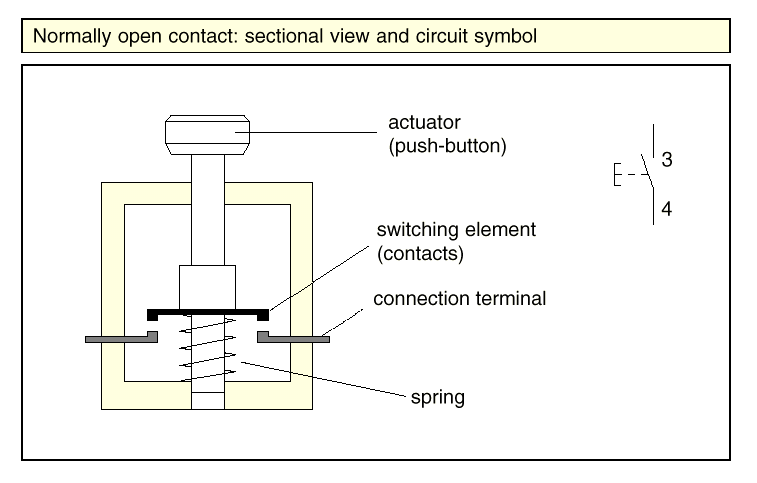 Normally open contact: sectional view and circuit symbol
actuator
(push-button)
3
4
switching element
(contacts)
connection terminal
spring